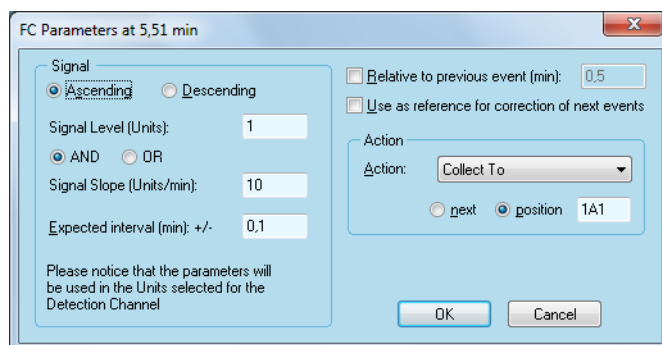 FC Parameters at 5,51 min
Signal
Ascending Descending
Signal Level (Units): 1
AND OR
Signal Slope (Units/min): 10
Expected interval (min): +/- 0,1
Please notice that the parameters will
be used in the Units selected for the
Detection Channel
Relative to previous event (min): 0,5
Use as reference for correction of next events
Action
Action: Collect To
next position 1A1
OK Cancel